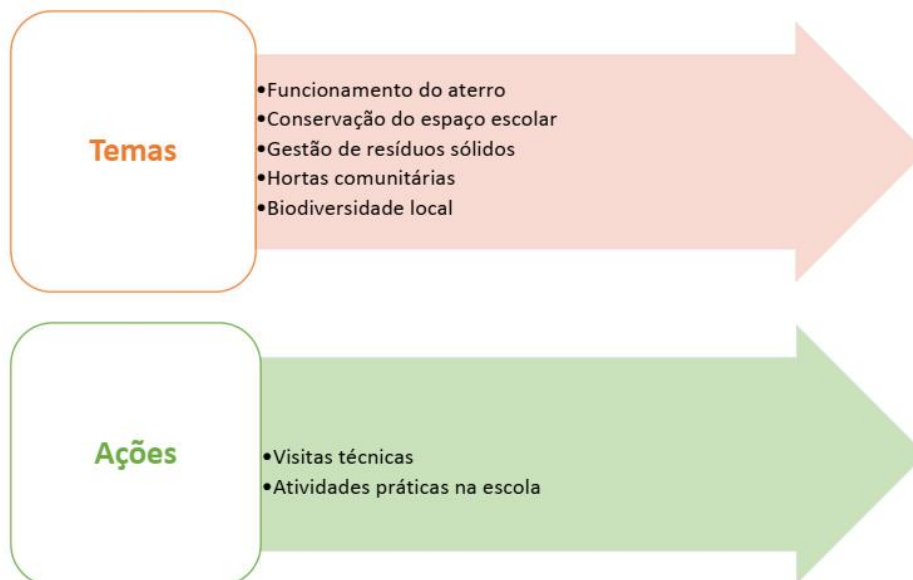 Temas
•Funcionamento do aterro
•Conservação do espaço escolar
•Gestão de resíduos sólidos
•Hortas comunitárias
•Biodiversidade local
Ações
•Visitas técnicas
•Atividades práticas na escola